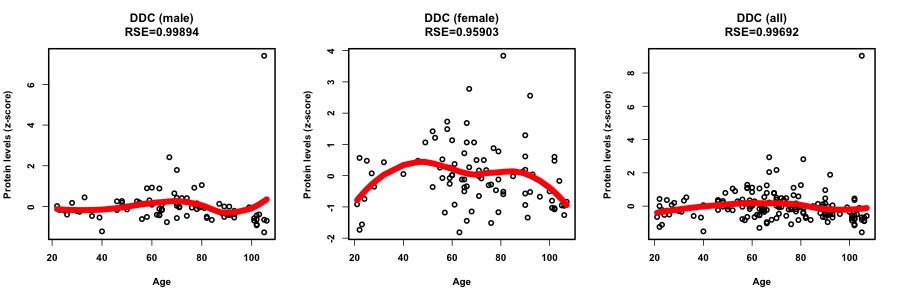 DDC (male)
RSE=0.99894
Protein levels (z-score)
6
4
2
0
20 40 60 80 100
Age
DDC (female)
RSE=0.95903
Protein levels (z-score)
4
3
2
1
0
-1
-2
20 40 60 80 100
Age
DDC (all)
RSE=0.99692
Protein levels (z-score)
8
6
4
2
0
20 40 60 80 100
Age